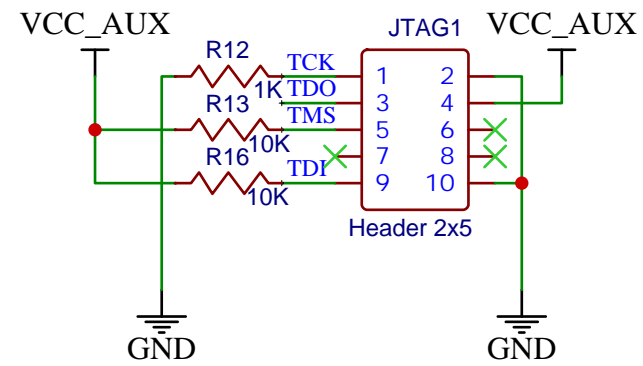 VCC_AUX
JTAG1
VCC_AUX
R12
TCK
1
2
1K
TDO
3
4
R13
TMS
5
6
10K
7
8
R16
TDI
9
10
10K
Header 2x5
GND
GND